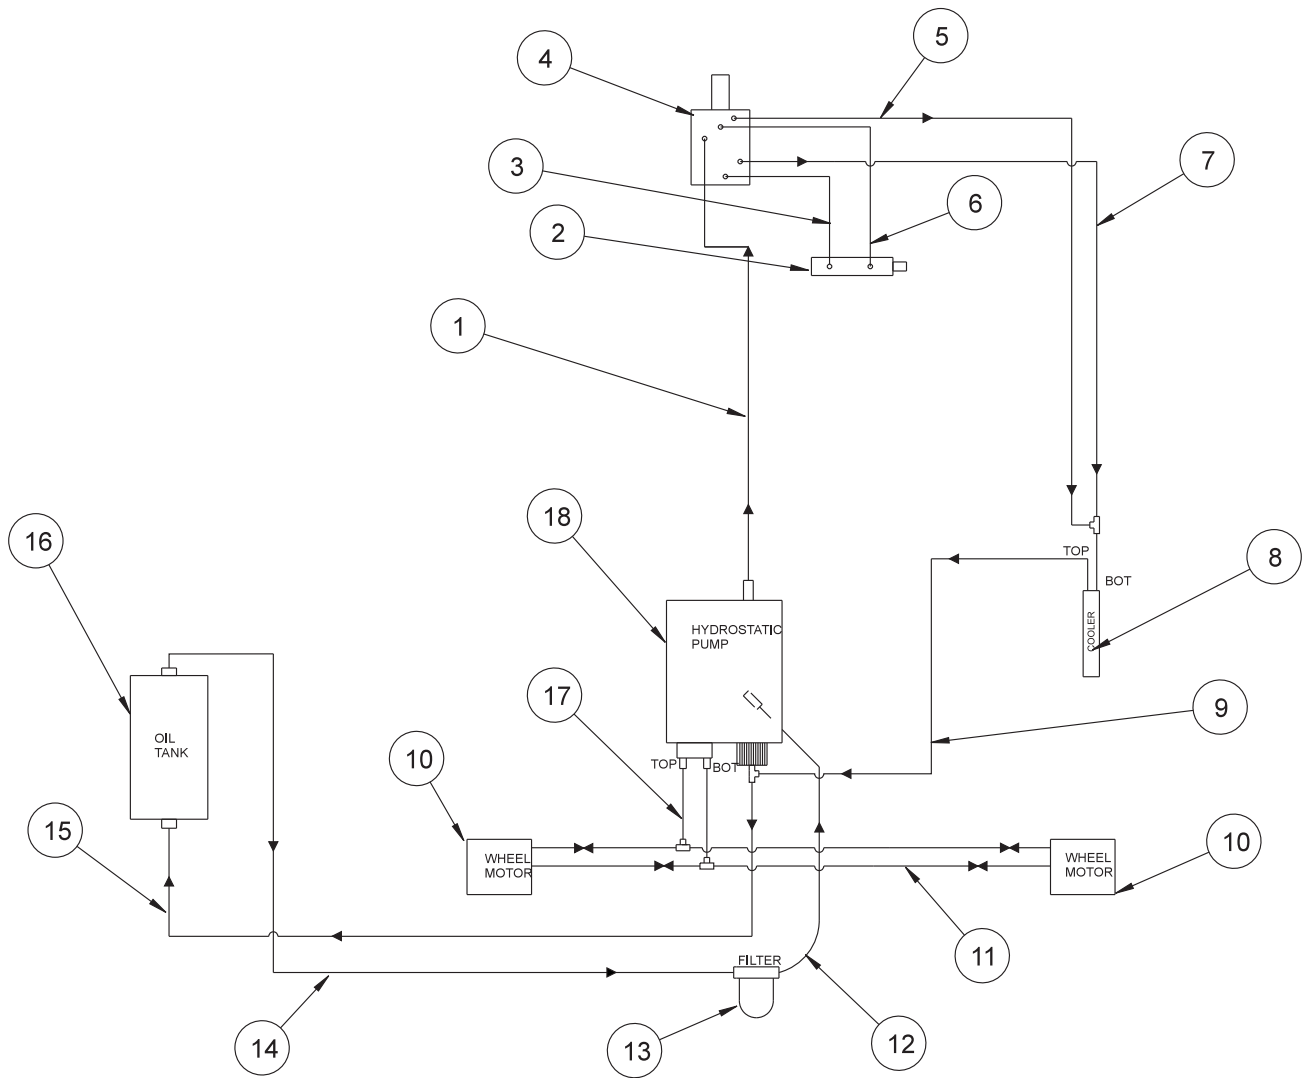 5
4
3
7
6
2
1
18
16
TOP
8
BOT
HYDROSTATIC
PUMP
COOLER
17
9
OIL
TANK
10
TOP
BOT
15
10
WHEEL
MOTOR
WHEEL
MOTOR
11
FILTER
14
13
12